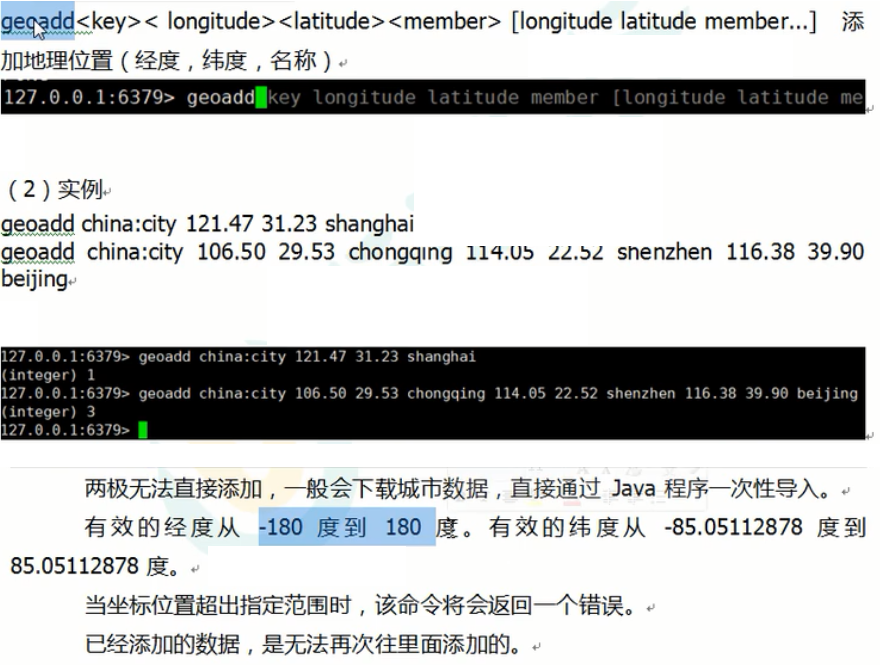 geoadd<key>< longitude><latitude><member> [longitude latitude member...] 添
加地理位置（经度，纬度，名称）
127.0.0.1:6379> geoadd key longitude latitude member [longitude latitude me
（2）实例
geoadd china:city 121.47 31.23 shanghai
geoadd china:city 106.50 29.53 chongqing 114.05 22.52 shenzhen 116.38 39.90
beijing
127.0.0.1:6379> geoadd china:city 121.47 31.23 shanghai
(integer) 1
127.0.0.1:6379> geoadd china:city 106.50 29.53 chongqing 114.05 22.52 shenzhen 116.38 39.90 beijing
(integer) 3
127.0.0.1:6379>
两极无法直接添加，一般会下载城市数据，直接通过 Java 程序一次性导入。
有效的经度从 -180 度到 180 度。有效的纬度从 -85.05112878 度到
85.05112878 度。
当坐标位置超出指定范围时，该命令将会返回一个错误。
已经添加的数据，是无法再次往里面添加的。